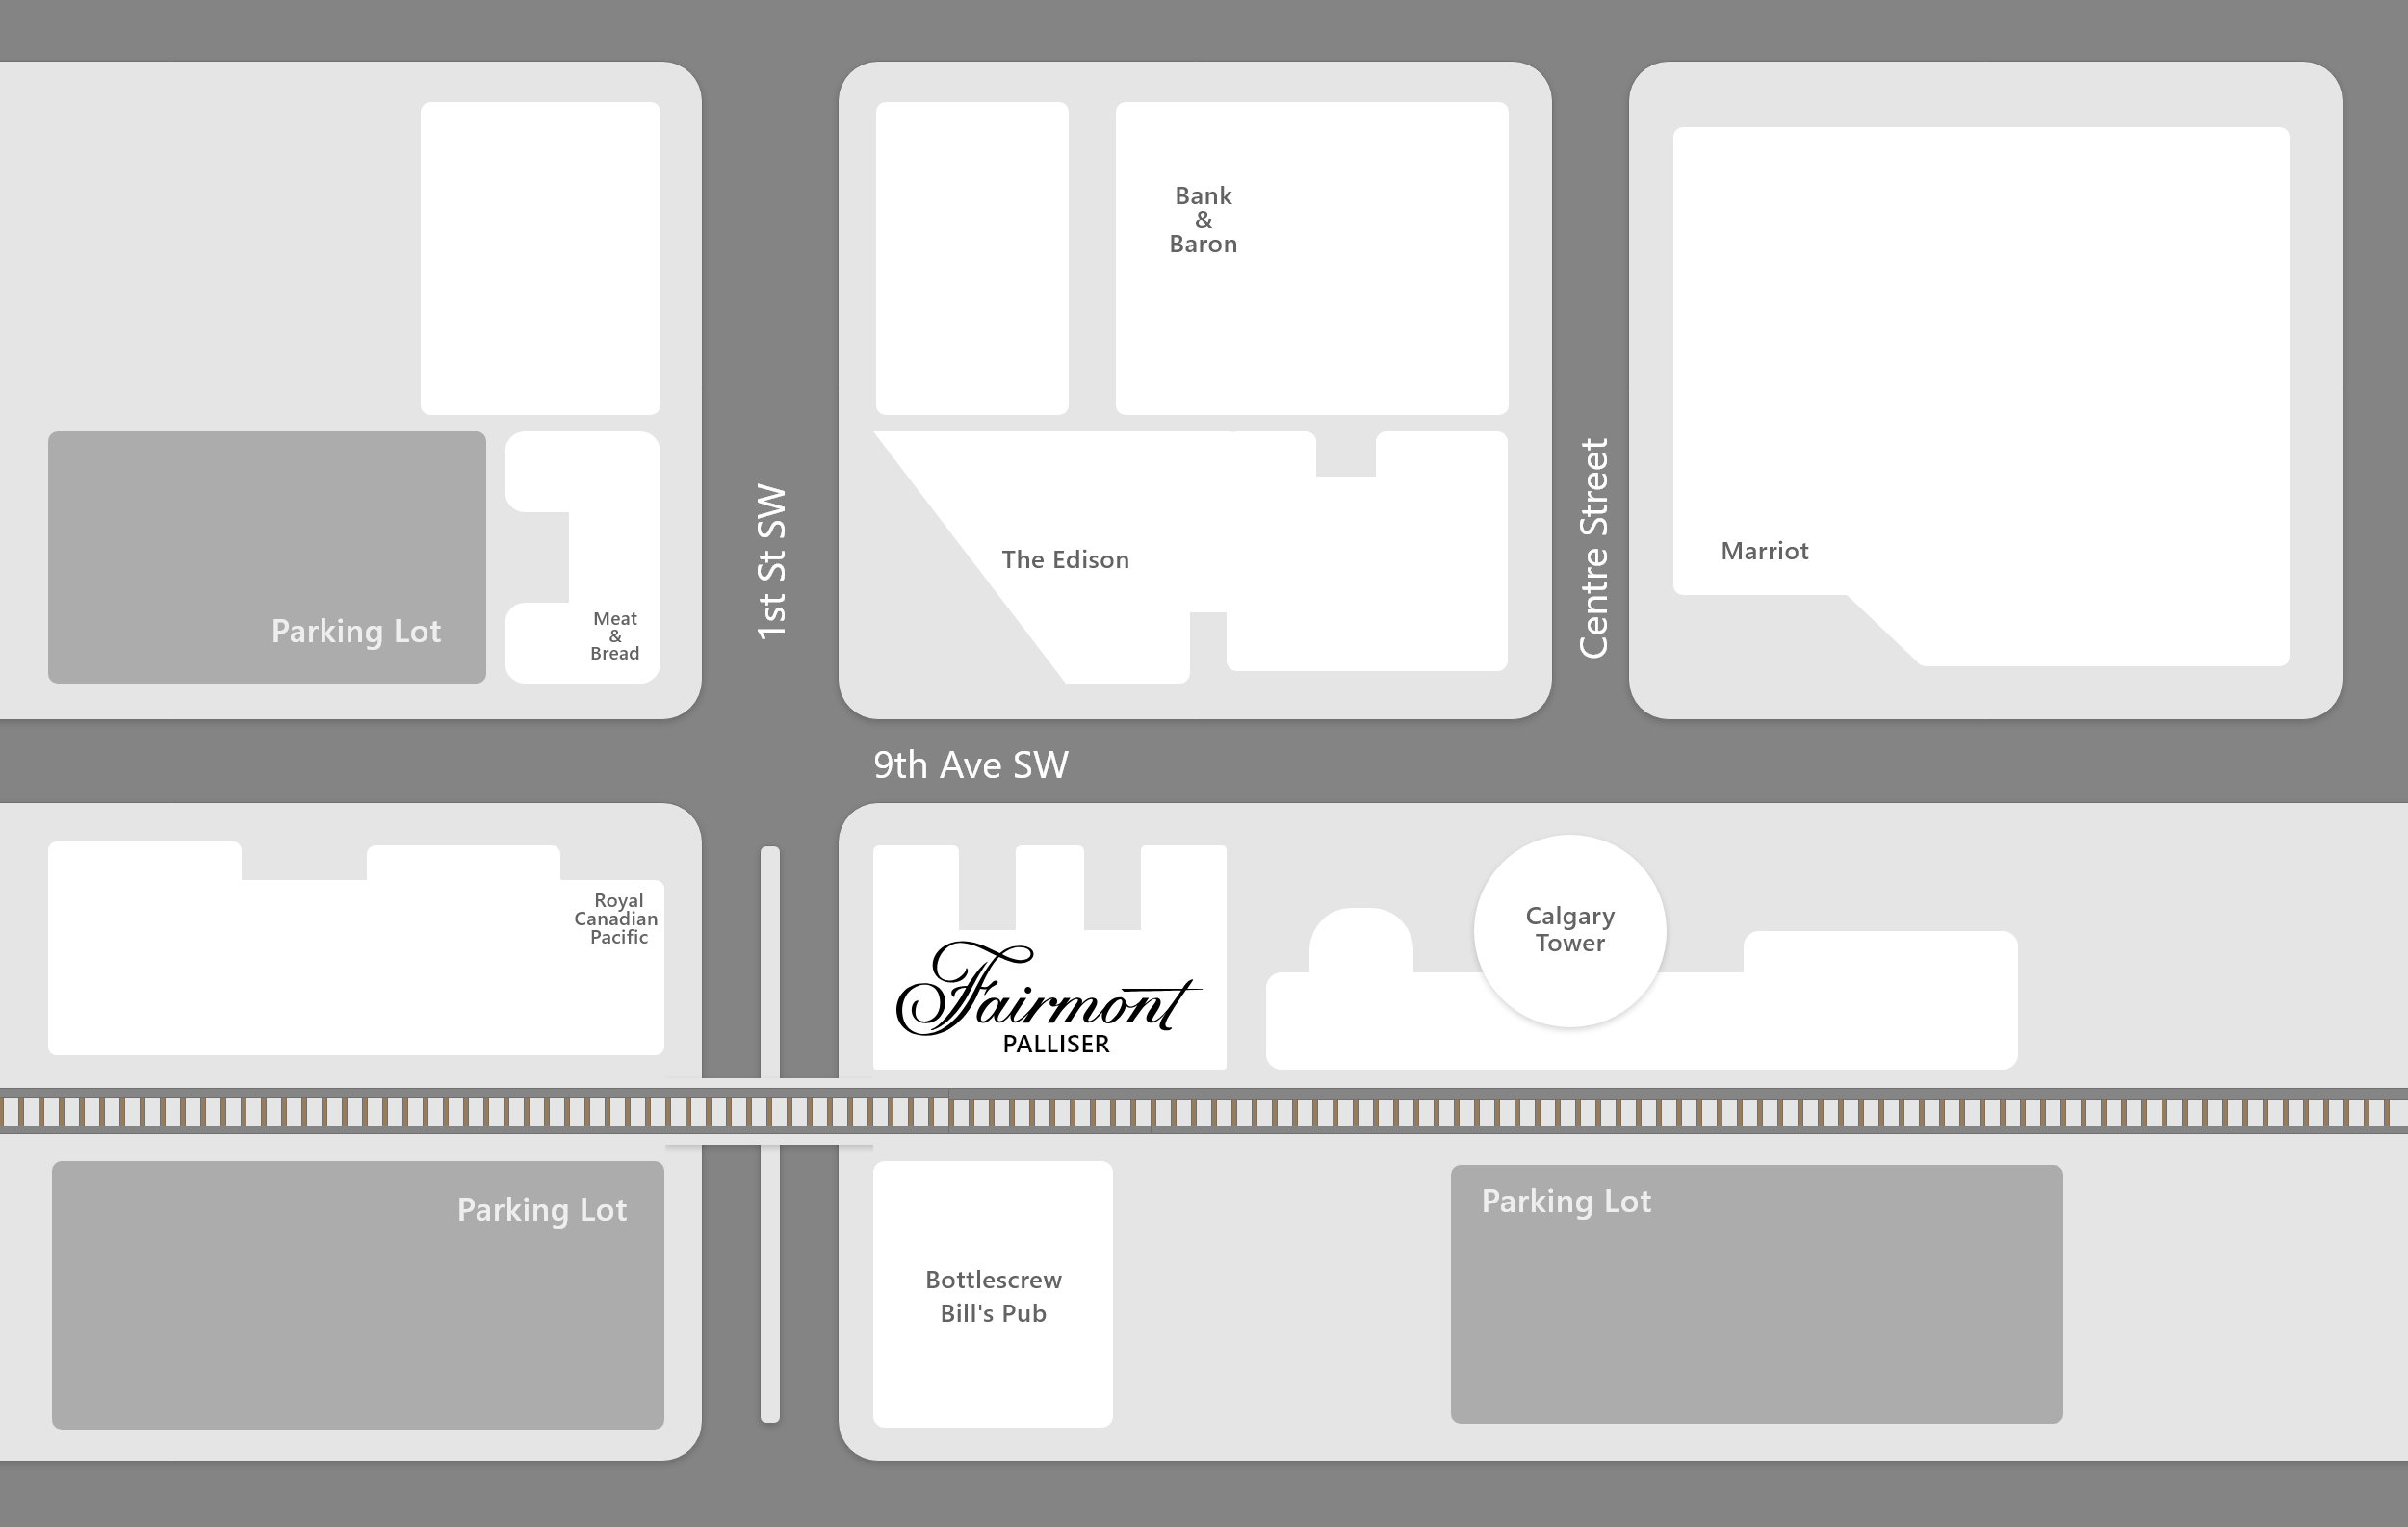 Bank
&
Baron
1st St SW
Centre Street
The Edison
Marriot
Parking Lot
Meat
&
Bread
9th Ave SW
Royal
Canadian
Pacific
Fairmont
PALLISER
Calgary
Tower
Parking Lot
Bottlescrew
Bill's Pub
Parking Lot